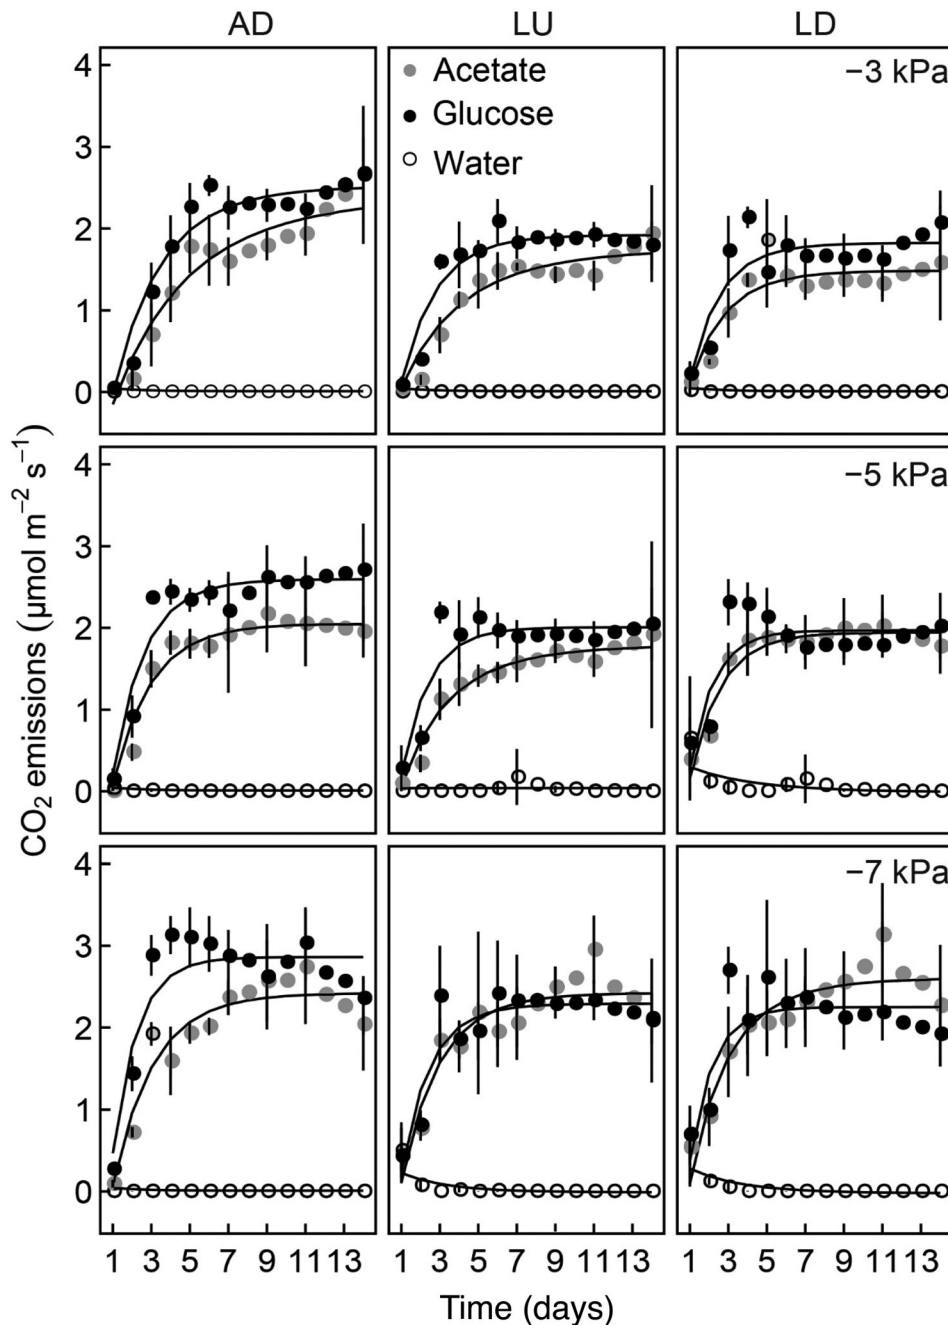 AD LU LD
4 Acetate −3 kPa
Glucose
3 Water
2
1
0
4 −5 kPa
3
2
1
0
CO₂ emissions (µmol m⁻² s⁻¹)
4 −7 kPa
3
2
1
0
1 3 5 7 9 11 13 1 3 5 7 9 11 13 1 3 5 7 9 11 13
Time (days)